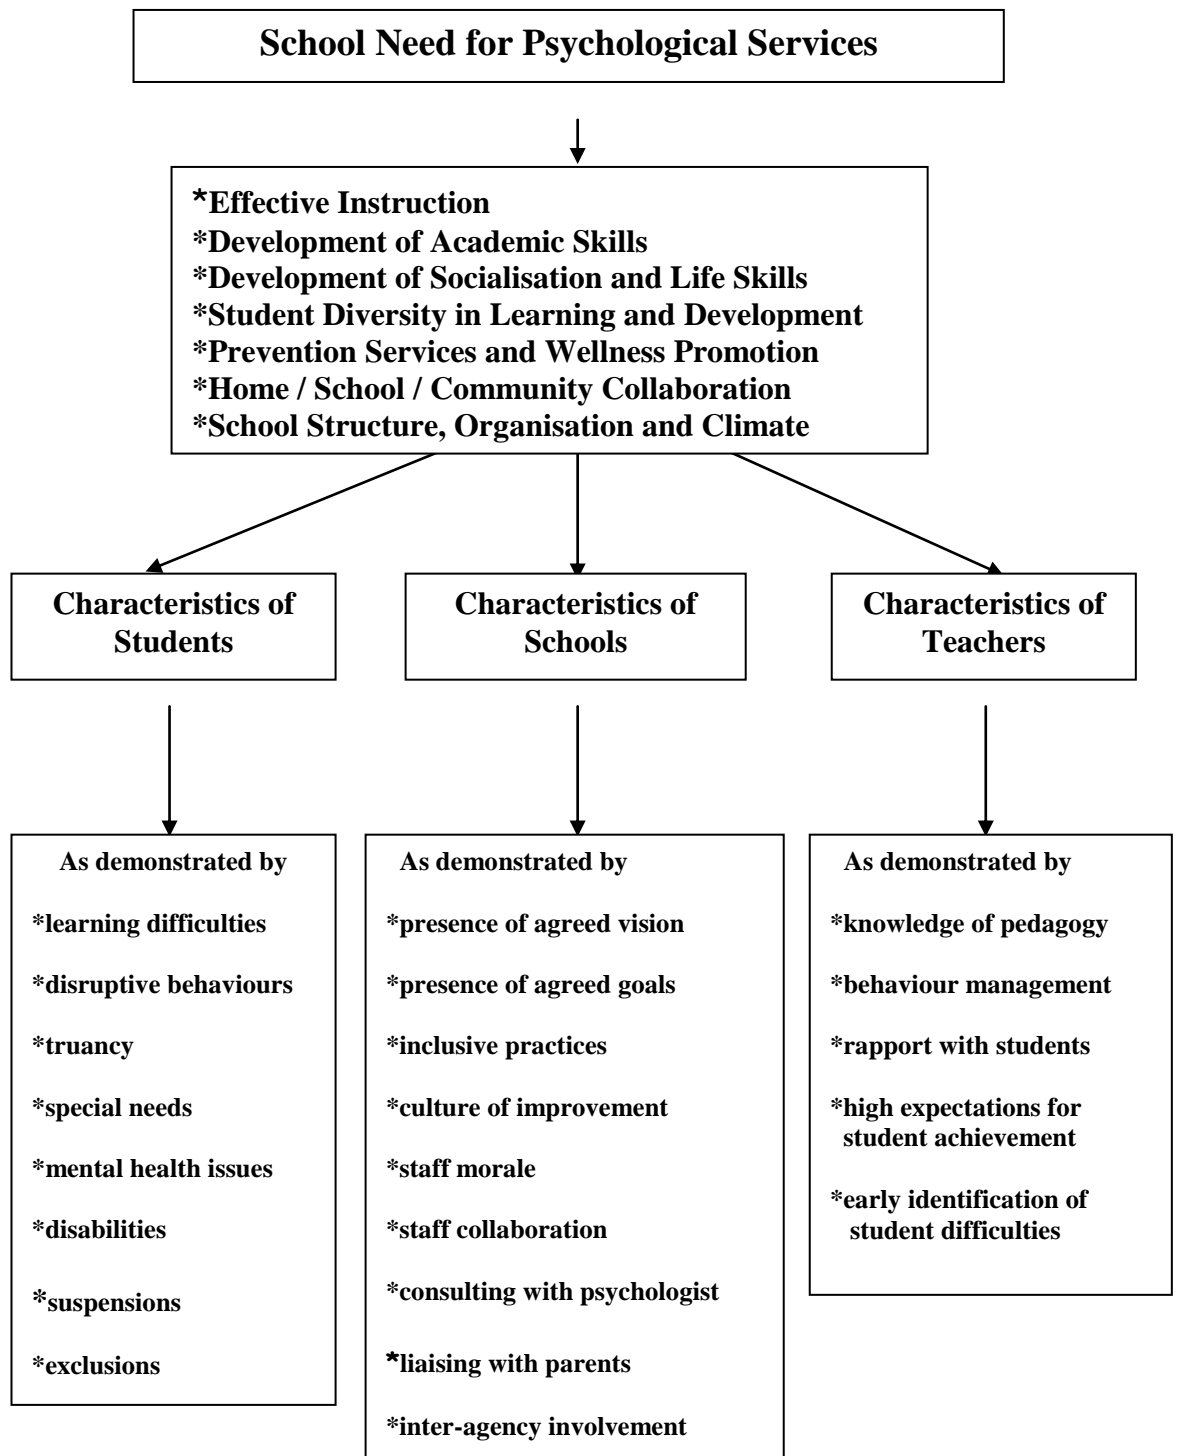 School Need for Psychological Services
*Effective Instruction
*Development of Academic Skills
*Development of Socialisation and Life Skills
*Student Diversity in Learning and Development
*Prevention Services and Wellness Promotion
*Home / School / Community Collaboration
*School Structure, Organisation and Climate
Characteristics of
Students
Characteristics of
Schools
Characteristics of
Teachers
As demonstrated by
*learning difficulties
*disruptive behaviours
*truancy
*special needs
*mental health issues
*disabilities
*suspensions
*exclusions
As demonstrated by
*presence of agreed vision
*presence of agreed goals
*inclusive practices
*culture of improvement
*staff morale
*staff collaboration
*consulting with psychologist
*liaising with parents
*inter-agency involvement
As demonstrated by
*knowledge of pedagogy
*behaviour management
*rapport with students
*high expectations for
student achievement
*early identification of
student difficulties